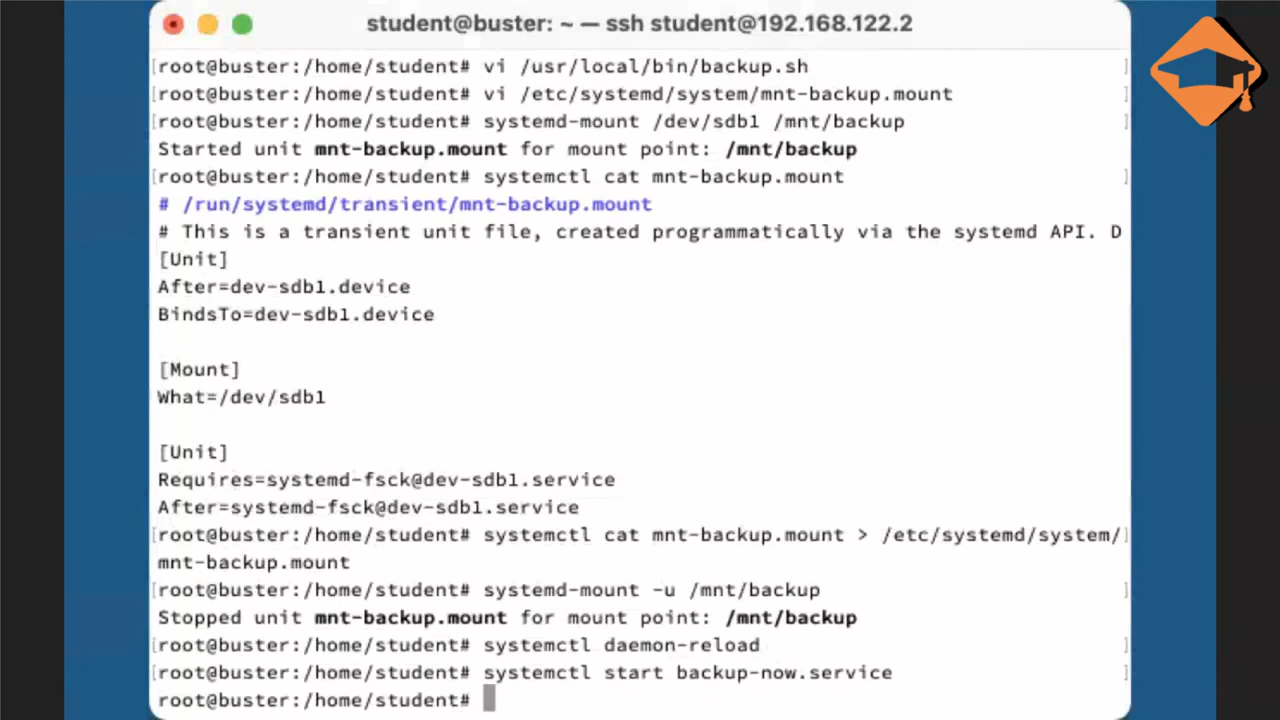 student@buster: ~ — ssh student@192.168.122.2
[root@buster:/home/student# vi /usr/local/bin/backup.sh ]
[root@buster:/home/student# vi /etc/systemd/system/mnt-backup.mount ]
[root@buster:/home/student# systemd-mount /dev/sdb1 /mnt/backup ]
Started unit mnt-backup.mount for mount point: /mnt/backup
[root@buster:/home/student# systemctl cat mnt-backup.mount ]
# /run/systemd/transient/mnt-backup.mount
# This is a transient unit file, created programmatically via the systemd API. D
[Unit]
After=dev-sdb1.device
BindsTo=dev-sdb1.device
[Mount]
What=/dev/sdb1
[Unit]
Requires=systemd-fsck@dev-sdb1.service
After=systemd-fsck@dev-sdb1.service
[root@buster:/home/student# systemctl cat mnt-backup.mount > /etc/systemd/system/]
mnt-backup.mount
[root@buster:/home/student# systemd-mount -u /mnt/backup ]
Stopped unit mnt-backup.mount for mount point: /mnt/backup
[root@buster:/home/student# systemctl daemon-reload ]
[root@buster:/home/student# systemctl start backup-now.service ]
root@buster:/home/student#